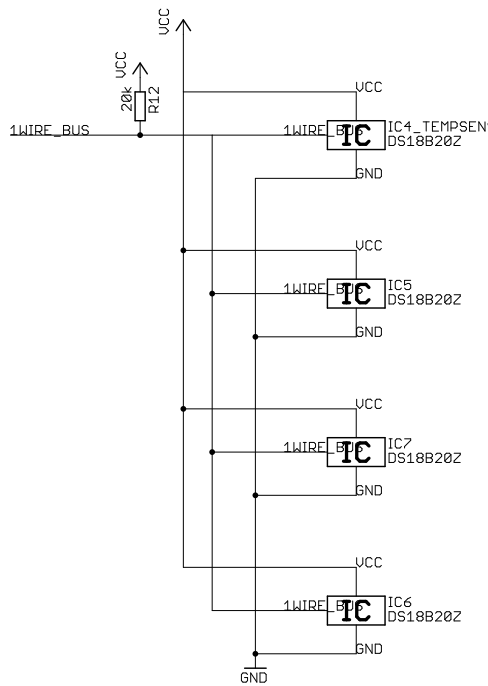 VCC
VCC
20k
R12
1WIRE_BUS
VCC
1WIRE_BUS
IC
IC4_TEMPSEN
DS18B20Z
GND
VCC
1WIRE_BUS
IC
IC5
DS18B20Z
GND
VCC
1WIRE_BUS
IC
IC7
DS18B20Z
GND
VCC
1WIRE_BUS
IC
IC6
DS18B20Z
GND
GND